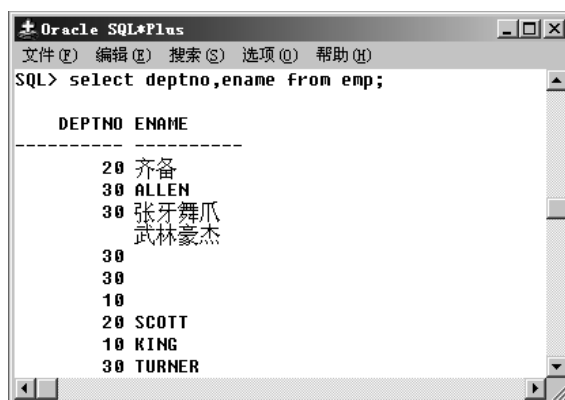 Oracle SQL*Plus
文件(F) 编辑(E) 搜索(S) 选项(O) 帮助(H)
SQL> select deptno,ename from emp;
DEPTNO ENAME
---------- ----------
20 齐备
30 ALLEN
30 张牙舞爪
武林豪杰
30
30
10
20 SCOTT
10 KING
30 TURNER